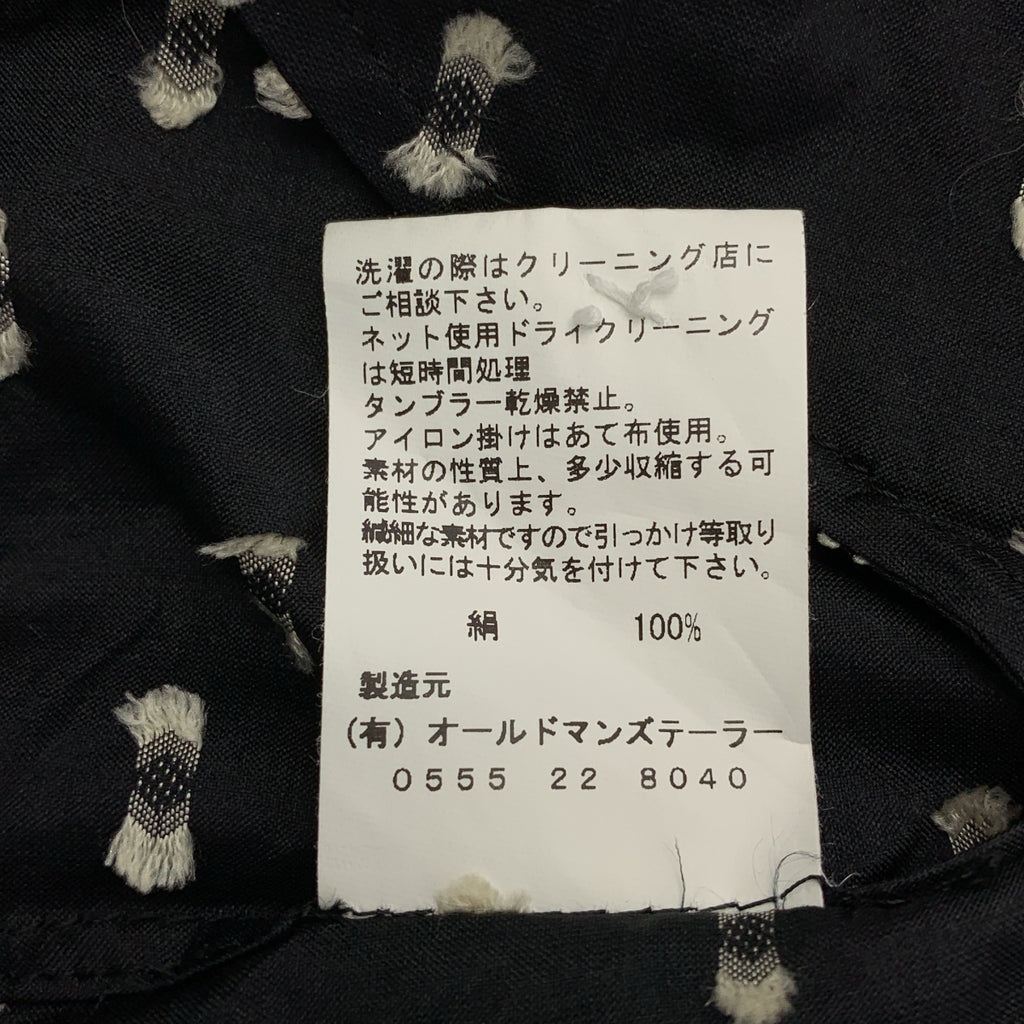 洗濯の際はクリーニング店に
ご相談下さい。
ネット使用ドライクリーニング
は短時間処理
タンブラー乾燥禁止。
アイロン掛けはあて布使用。
素材の性質上、多少収縮する可
能性があります。
繊細な素材ですので引っかけ等取り
扱いには十分気を付けて下さい。
絹 100%
製造元
(有) オールドマンズテーラー
0555 22 8040